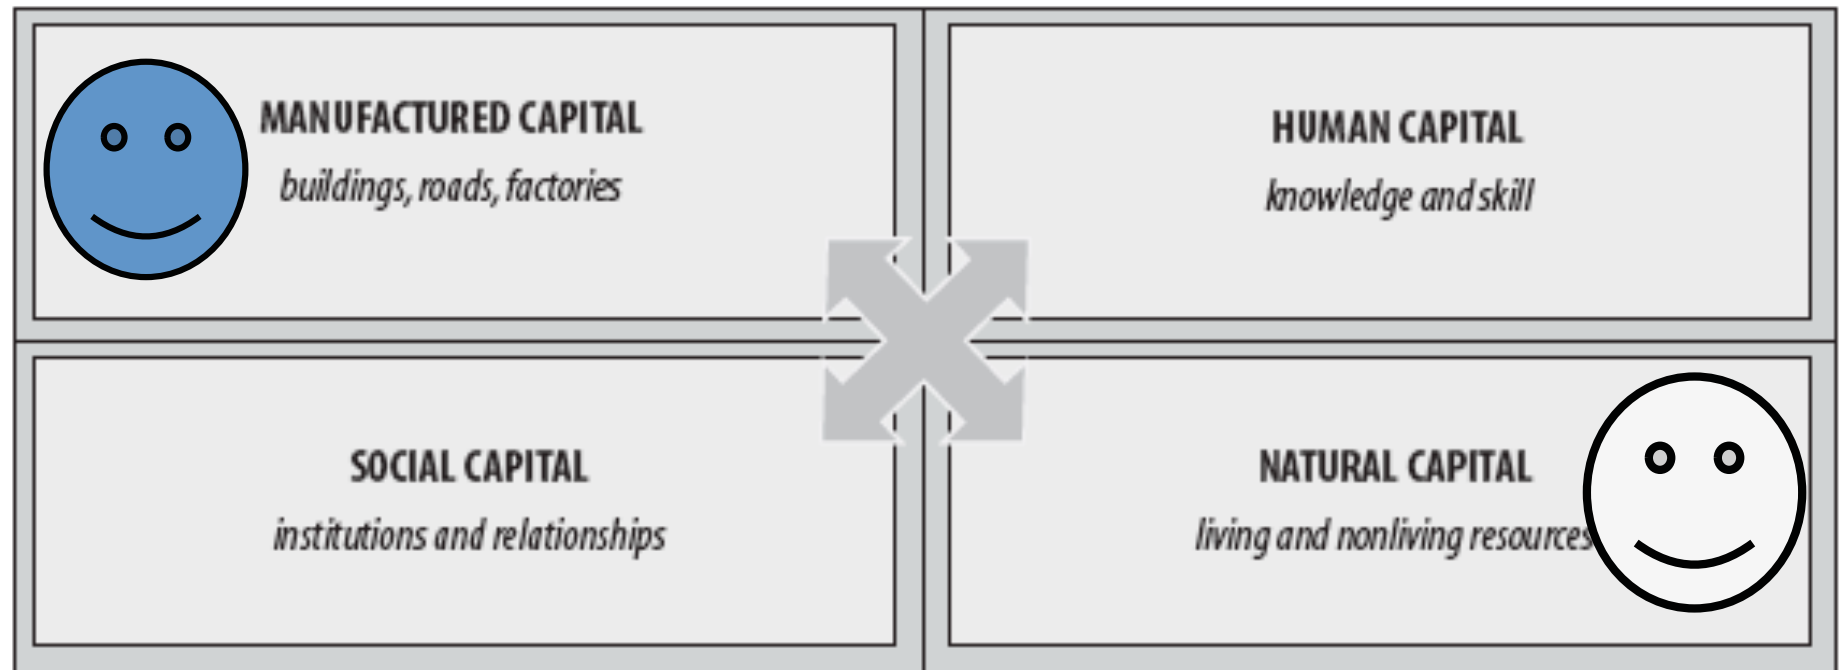 MANUFACTURED CAPITAL
buildings, roads, factories
HUMAN CAPITAL
knowledge and skill
SOCIAL CAPITAL
institutions and relationships
NATURAL CAPITAL
living and nonliving resources